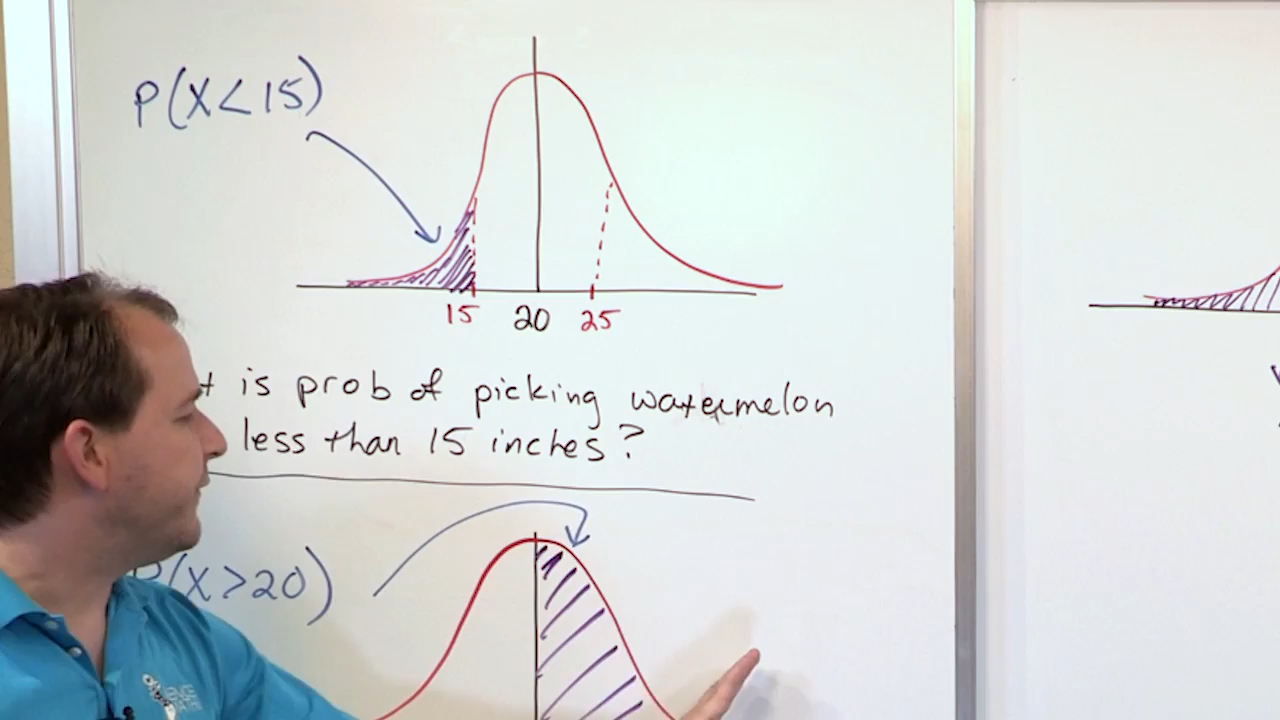 P(X<15)
15 20 25
is prob of picking watermelon
less than 15 inches?
P(X>20)